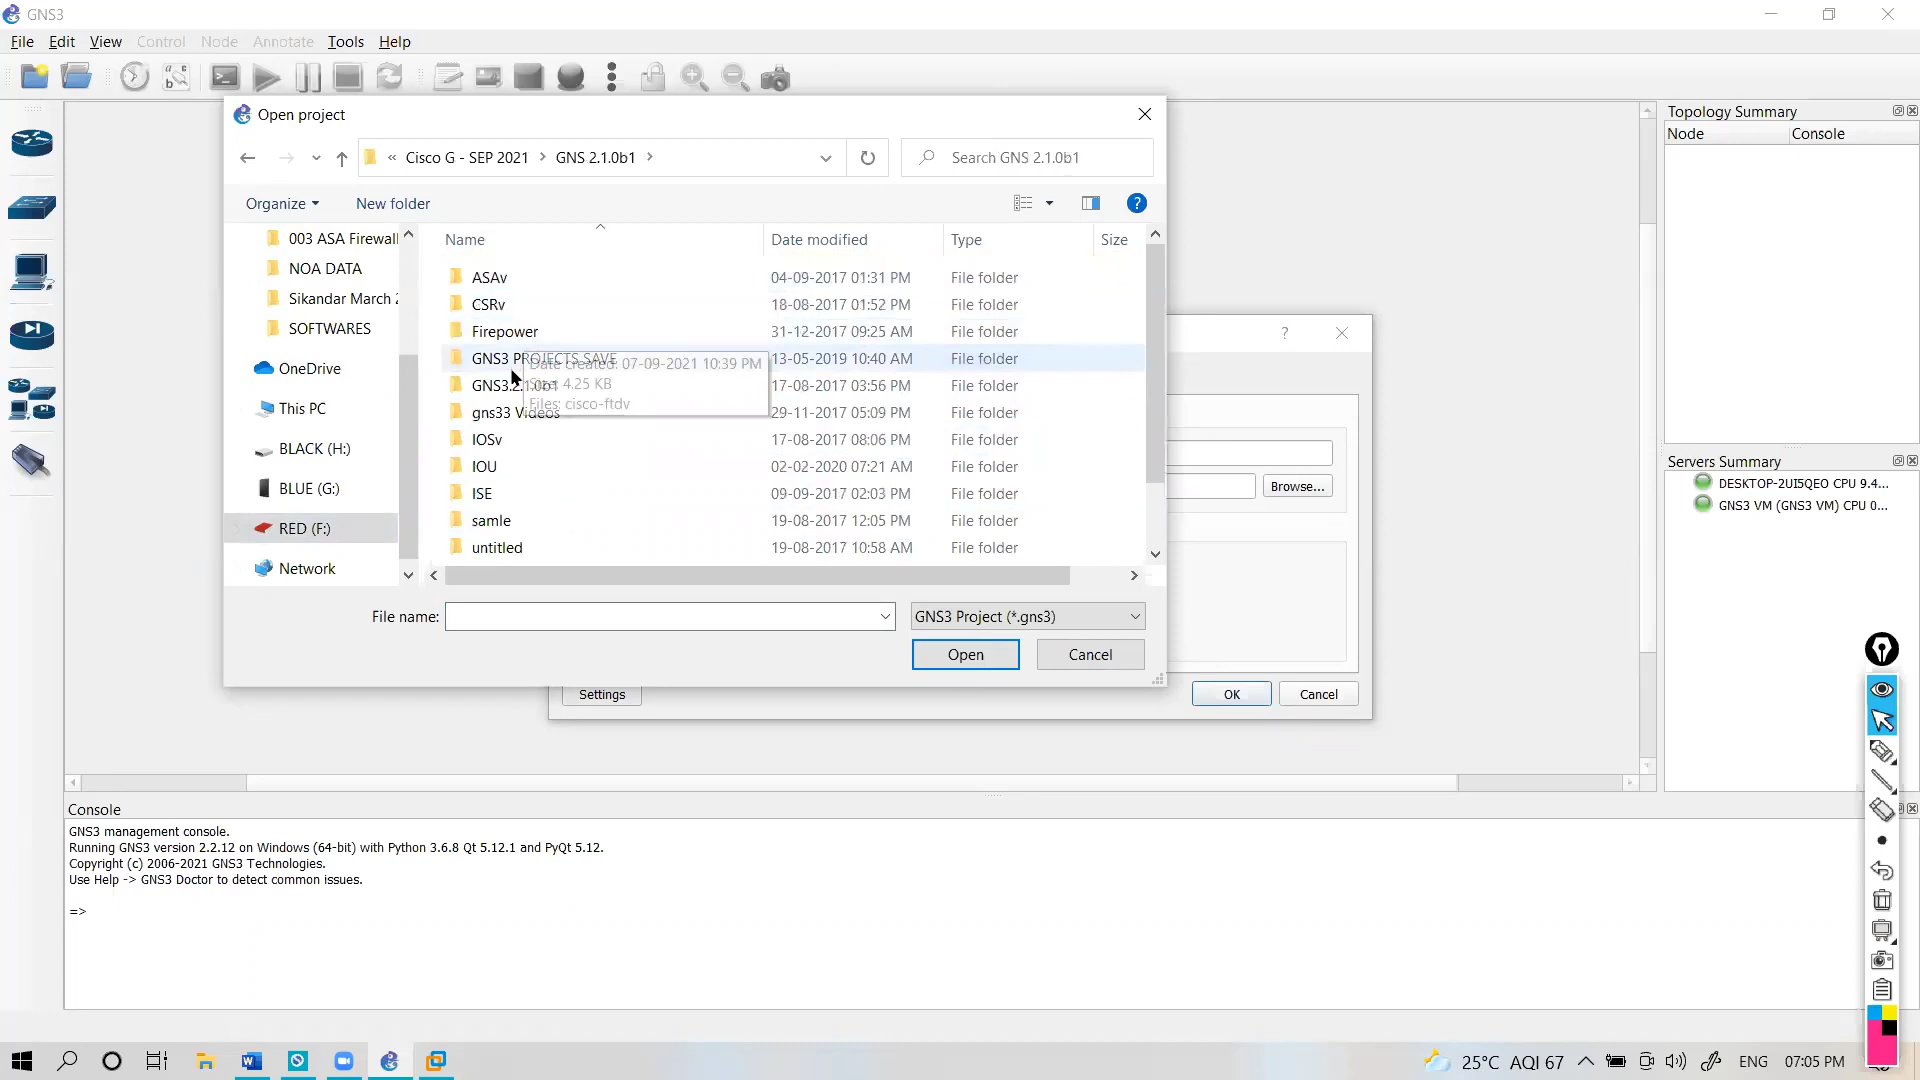 GNS3
File Edit View Control Node Annotate Tools Help
Open project
« Cisco G - SEP 2021 > GNS 2.1.0b1 >
Search GNS 2.1.0b1
Organize New folder
003 ASA Firewall
NOA DATA
Sikandar March 2
SOFTWARES
OneDrive
This PC
BLACK (H:)
BLUE (G:)
RED (F:)
Network
Name Date modified Type Size
ASAv 04-09-2017 01:31 PM File folder
CSRv 18-08-2017 01:52 PM File folder
Firepower 31-12-2017 09:25 AM File folder
GNS3 PROJECTS SAVE 13-05-2019 10:40 AM File folder
GNS3.2.1.0b1 17-08-2017 03:56 PM File folder
gns33 Videos 29-11-2017 05:09 PM File folder
IOSv 17-08-2017 08:06 PM File folder
IOU 02-02-2020 07:21 AM File folder
ISE 09-09-2017 02:03 PM File folder
samle 19-08-2017 12:05 PM File folder
untitled 19-08-2017 10:58 AM File folder
Date created: 07-09-2021 10:39 PM
Size: 4.25 KB
Files: cisco-ftdv
File name:
GNS3 Project (*.gns3)
Open Cancel
?
Browse...
Settings OK Cancel
Topology Summary
Node Console
Servers Summary
DESKTOP-2UI5QEO CPU 9.4...
GNS3 VM (GNS3 VM) CPU 0...
Console
GNS3 management console.
Running GNS3 version 2.2.12 on Windows (64-bit) with Python 3.6.8 Qt 5.12.1 and PyQt 5.12.
Copyright (c) 2006-2021 GNS3 Technologies.
Use Help -> GNS3 Doctor to detect common issues.
=>
25°C AQI 67 ENG 07:05 PM